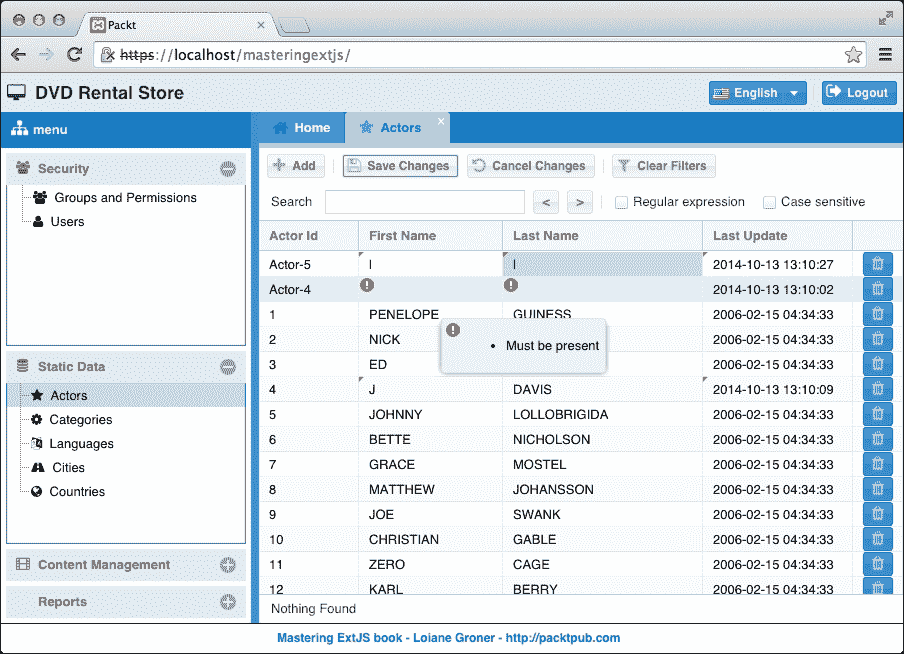 Packt
https://localhost/masteringextjs/
DVD Rental Store
English
Logout
menu
Home
Actors
Security
Groups and Permissions
Users
Static Data
Actors
Categories
Languages
Cities
Countries
Content Management
Reports
Add Save Changes Cancel Changes Clear Filters
Search < > Regular expression Case sensitive
Actor Id First Name Last Name Last Update
Actor-5 I I 2014-10-13 13:10:27
Actor-4 2014-10-13 13:10:02
1 PENELOPE GUINESS 2006-02-15 04:34:33
2 NICK 2006-02-15 04:34:33
Must be present
3 ED 2006-02-15 04:34:33
4 J DAVIS 2014-10-13 13:10:09
5 JOHNNY LOLLOBRIGIDA 2006-02-15 04:34:33
6 BETTE NICHOLSON 2006-02-15 04:34:33
7 GRACE MOSTEL 2006-02-15 04:34:33
8 MATTHEW JOHANSSON 2006-02-15 04:34:33
9 JOE SWANK 2006-02-15 04:34:33
10 CHRISTIAN GABLE 2006-02-15 04:34:33
11 ZERO CAGE 2006-02-15 04:34:33
12 KARL BERRY 2006-02-15 04:34:33
Nothing Found
Mastering ExtJS book - Loiane Groner - http://packtpub.com